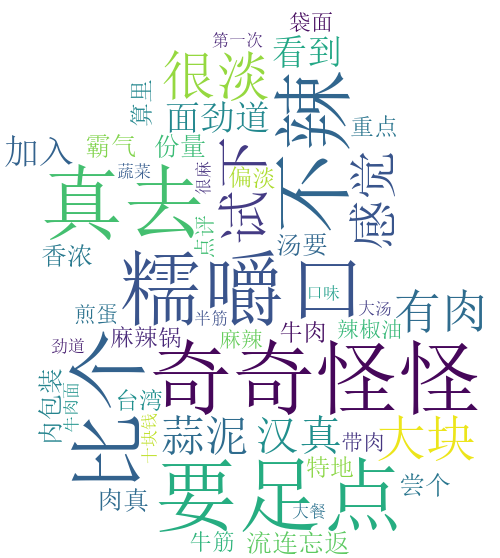 袋面
第一次
看到
很淡
不辣
算里
面劲道
重点
加入
霸气
份量
试下
感觉
蔬菜
很麻
偏淡
真去
点评
香浓
汤要
糯嚼口
口味
有肉
煎蛋
半筋
大汤
比个
麻辣锅
麻辣
牛肉
辣椒油
劲道
奇奇怪怪
内包装
牛肉面
台湾
十块钱
蒜泥
汉真
带肉
大块
要足点
特地
尝个
肉真
大餐
牛筋
流连忘返